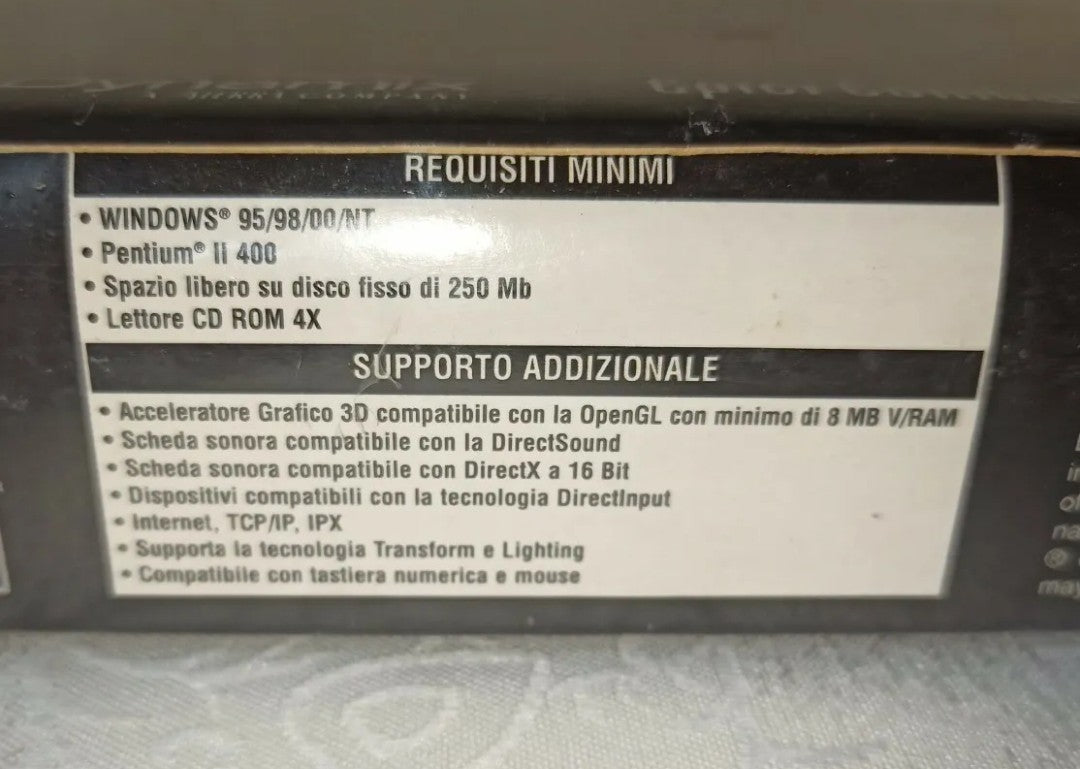 A SIERRA COMPANY
REQUISITI MINIMI
• WINDOWS® 95/98/00/NT
• Pentium® II 400
• Spazio libero su disco fisso di 250 Mb
• Lettore CD ROM 4X
SUPPORTO ADDIZIONALE
• Acceleratore Grafico 3D compatibile con la OpenGL con minimo di 8 MB V/RAM
• Scheda sonora compatibile con la DirectSound
• Scheda sonora compatibile con DirectX a 16 Bit
• Dispositivi compatibili con la tecnologia DirectInput
• Internet, TCP/IP, IPX
• Supporta la tecnologia Transform e Lighting
• Compatibile con tastiera numerica e mouse